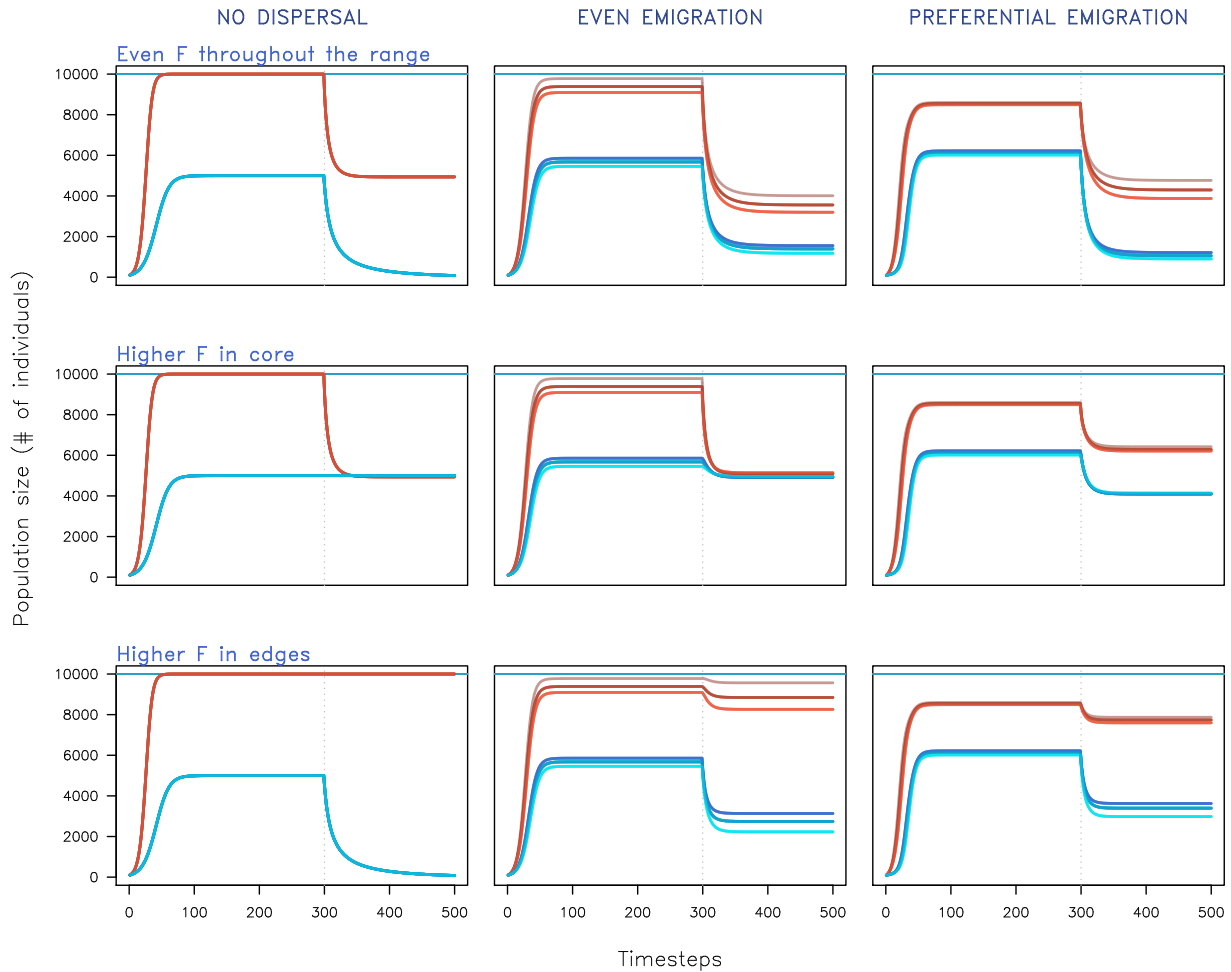 NO DISPERSAL EVEN EMIGRATION PREFERENTIAL EMIGRATION
Even F throughout the range
10000
8000
6000
4000
2000
0
Higher F in core
10000
8000
6000
4000
2000
0
Population size (# of individuals)
Higher F in edges
10000
8000
6000
4000
2000
0
0 100 200 300 400 500 0 100 200 300 400 500 0 100 200 300 400 500
Timesteps